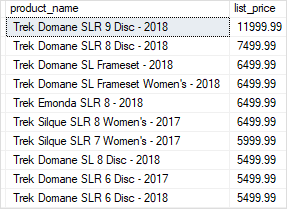 product_name list_price
Trek Domane SLR 9 Disc - 2018 11999.99
Trek Domane SLR 8 Disc - 2018 7499.99
Trek Domane SL Frameset - 2018 6499.99
Trek Domane SL Frameset Women's - 2018 6499.99
Trek Emonda SLR 8 - 2018 6499.99
Trek Silque SLR 8 Women's - 2017 6499.99
Trek Silque SLR 7 Women's - 2017 5999.99
Trek Domane SL 8 Disc - 2018 5499.99
Trek Domane SLR 6 Disc - 2017 5499.99
Trek Domane SLR 6 Disc - 2018 5499.99